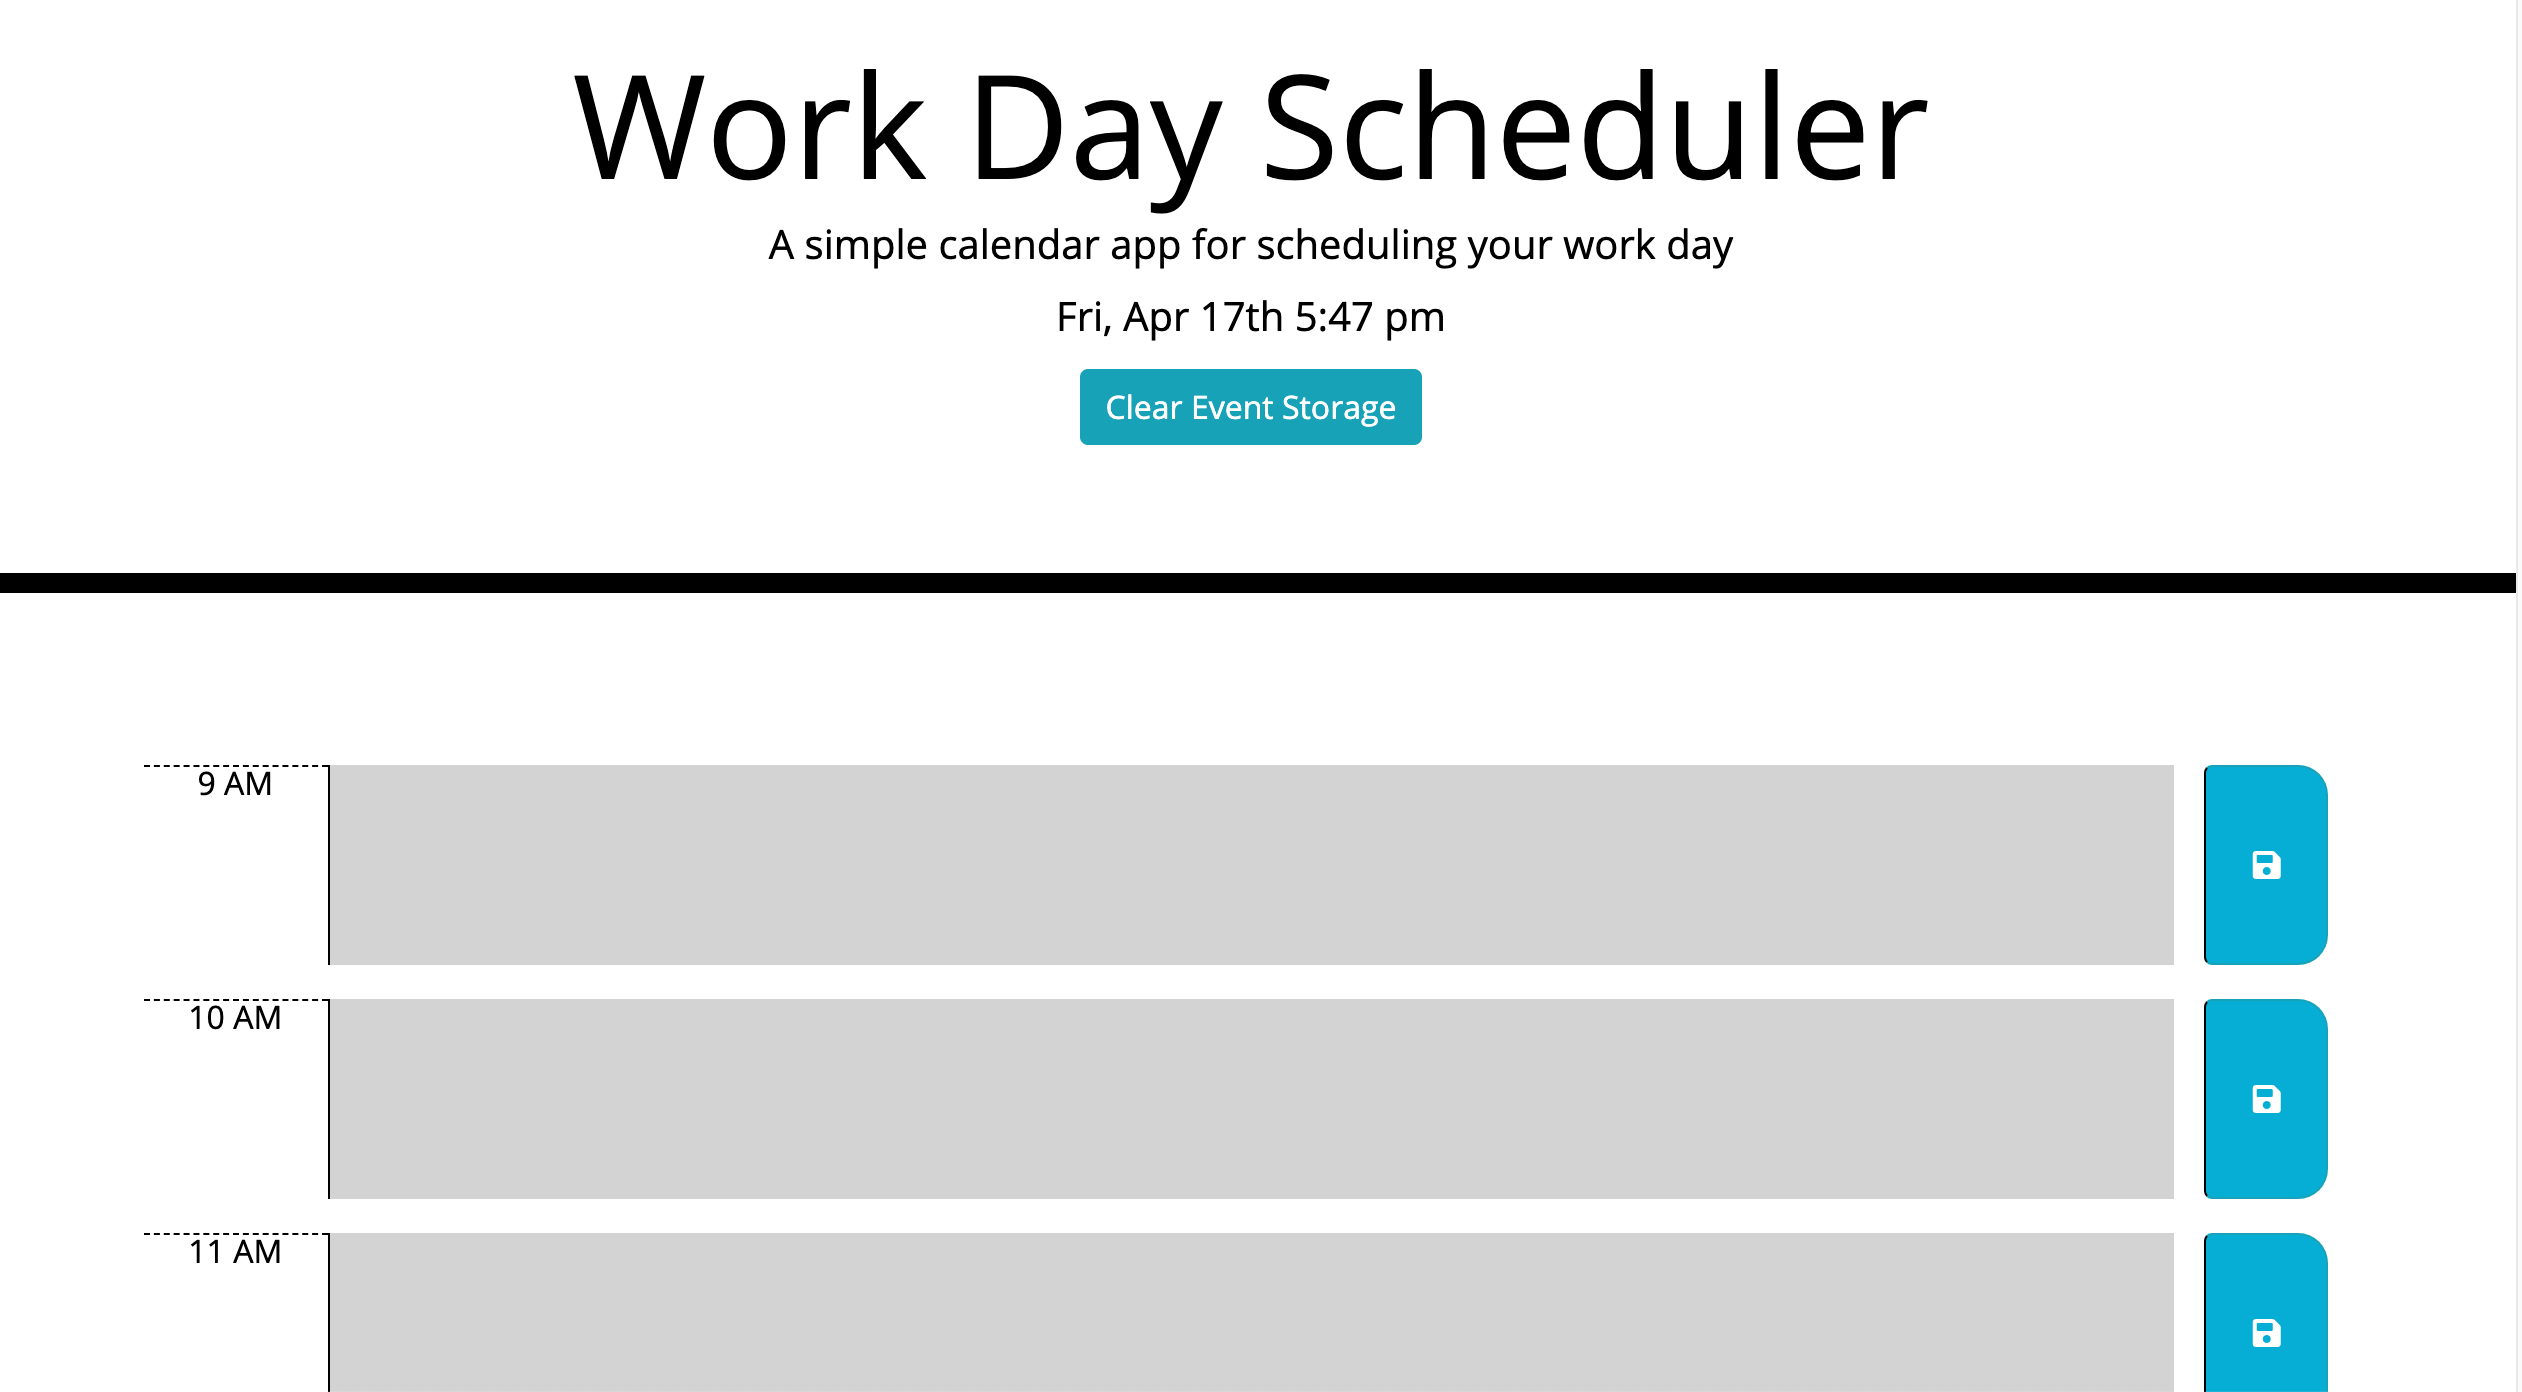 Work Day Scheduler
A simple calendar app for scheduling your work day
Fri, Apr 17th 5:47 pm
Clear Event Storage
9 AM
10 AM
11 AM